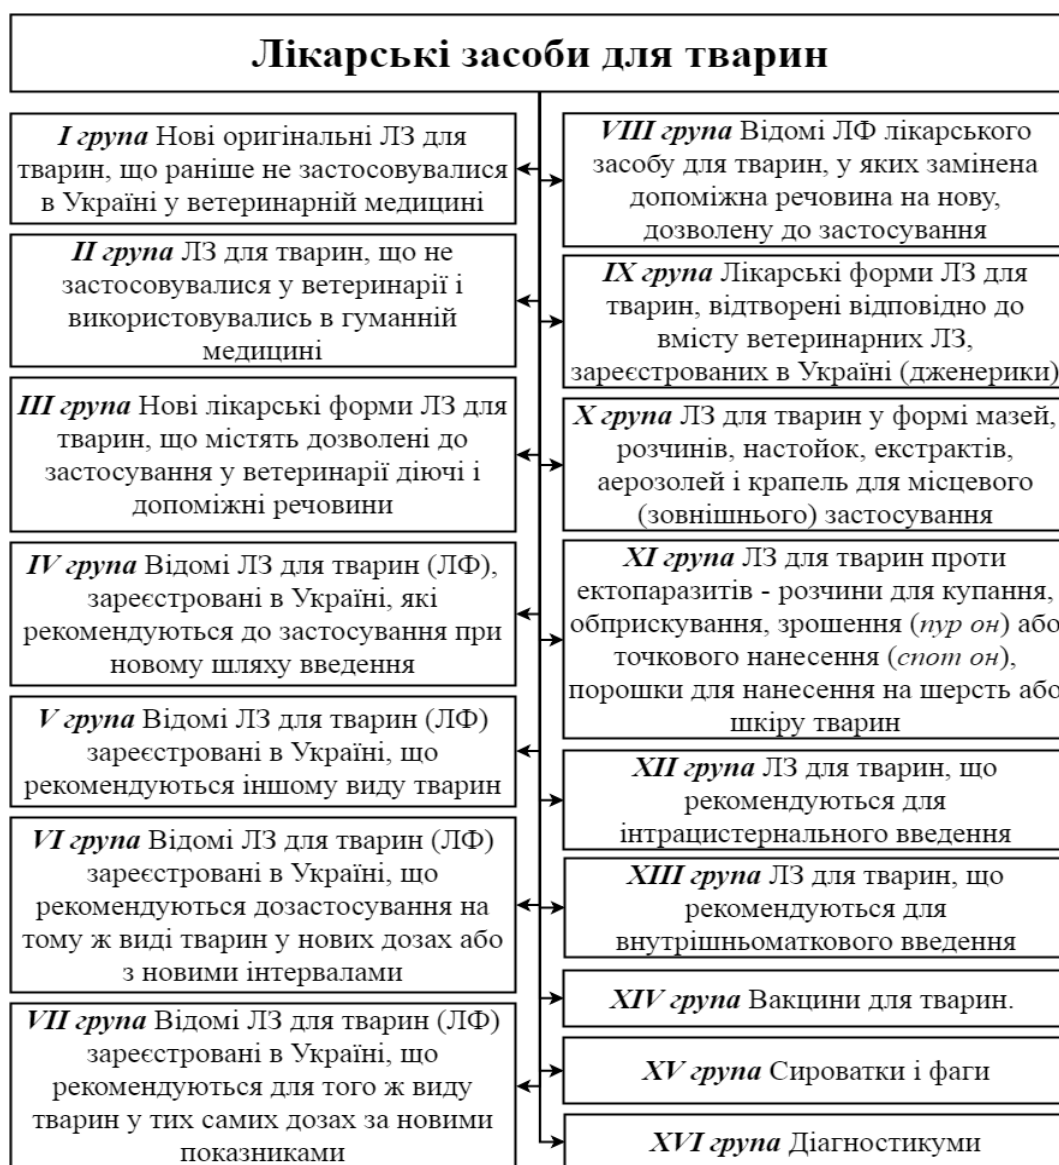 Лікарські засоби для тварин
I група Нові оригінальні ЛЗ для
тварин, що раніше не застосовувалися
в Україні у ветеринарній медицині
II група ЛЗ для тварин, що не
застосовувалися у ветеринарії і
використовувались в гуманній
медицині
III група Нові лікарські форми ЛЗ для
тварин, що містять дозволені до
застосування у ветеринарії діючі і
допоміжні речовини
IV група Відомі ЛЗ для тварин (ЛФ),
зареєстровані в Україні, які
рекомендуються до застосування при
новому шляху введення
V група Відомі ЛЗ для тварин (ЛФ)
зареєстровані в Україні, що
рекомендуються іншому виду тварин
VI група Відомі ЛЗ для тварин (ЛФ)
зареєстровані в Україні, що
рекомендуються дозастосування на
тому ж виді тварин у нових дозах або
з новими інтервалами
VII група Відомі ЛЗ для тварин (ЛФ)
зареєстровані в Україні, що
рекомендуються для того ж виду
тварин у тих самих дозах за новими
показниками
VIII група Відомі ЛФ лікарського
засобу для тварин, у яких замінена
допоміжна речовина на нову,
дозволену до застосування
IX група Лікарські форми ЛЗ для
тварин, відтворені відповідно до
вмісту ветеринарних ЛЗ,
зареєстрованих в Україні (дженерики)
X група ЛЗ для тварин у формі мазей,
розчинів, настойок, екстрактів,
аерозолей і крапель для місцевого
(зовнішнього) застосування
XI група ЛЗ для тварин проти
ектопаразитів - розчини для купання,
обприскування, зрошення (пур он) або
точкового нанесення (спот он),
порошки для нанесення на шерсть або
шкіру тварин
XII група ЛЗ для тварин, що
рекомендуються для
інтрацистернального введення
XIII група ЛЗ для тварин, що
рекомендуються для
внутрішньоматкового введення
XIV група Вакцини для тварин.
XV група Сироватки і фаги
XVI група Діагностикуми